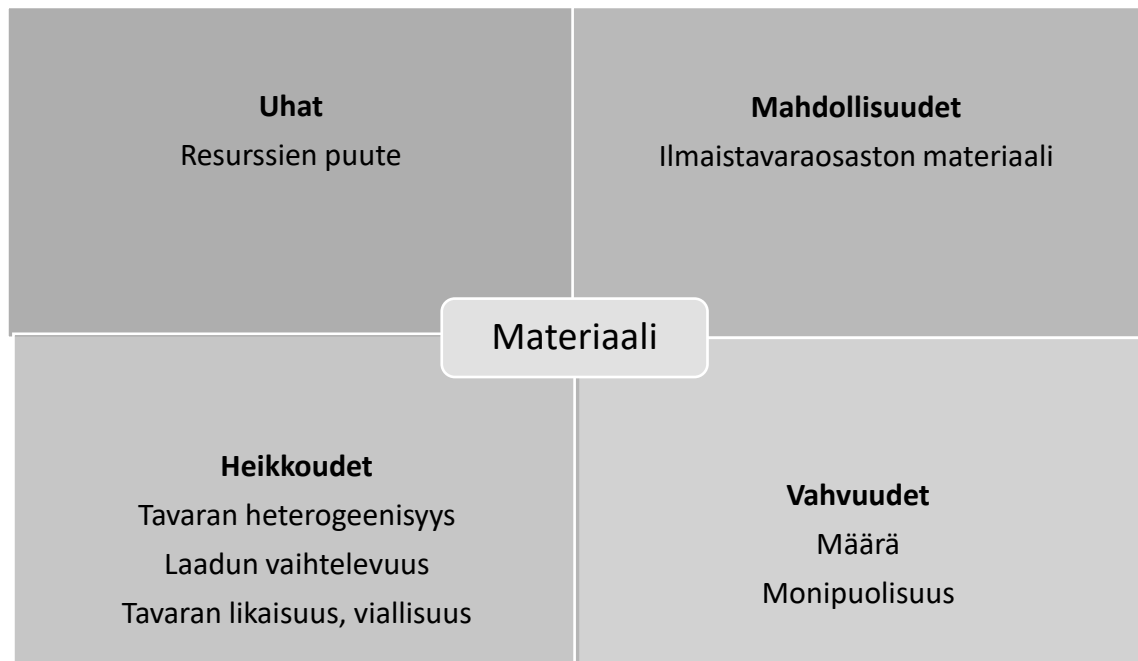 Uhat
Resurssien puute
Mahdollisuudet
Ilmaistavaraosaston materiaali
Materiaali
Heikkoudet
Tavaran heterogeenisyys
Laadun vaihtelevuus
Tavaran likaisuus, viallisuus
Vahvuudet
Määrä
Monipuolisuus